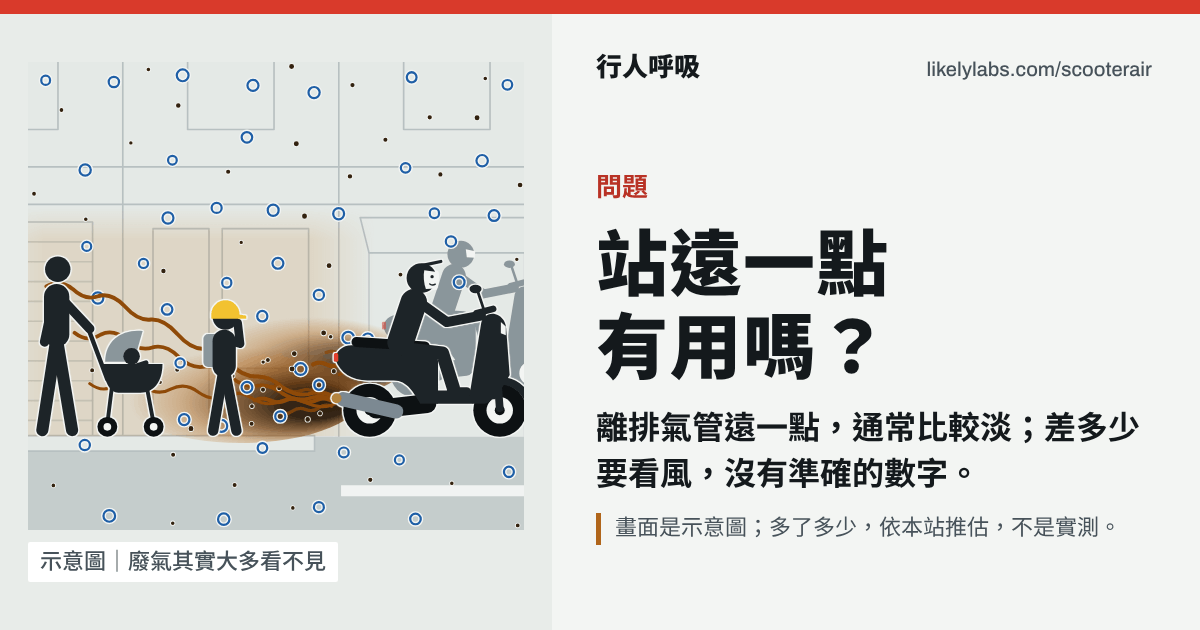 行人呼吸
likelylabs.com/scooterair
問題
站遠一點
有用嗎？
離排氣管遠一點，通常比較淡；差多少
要看風，沒有準確的數字。
畫面是示意圖；多了多少，依本站推估，不是實測。
示意圖｜廢氣其實大多看不見